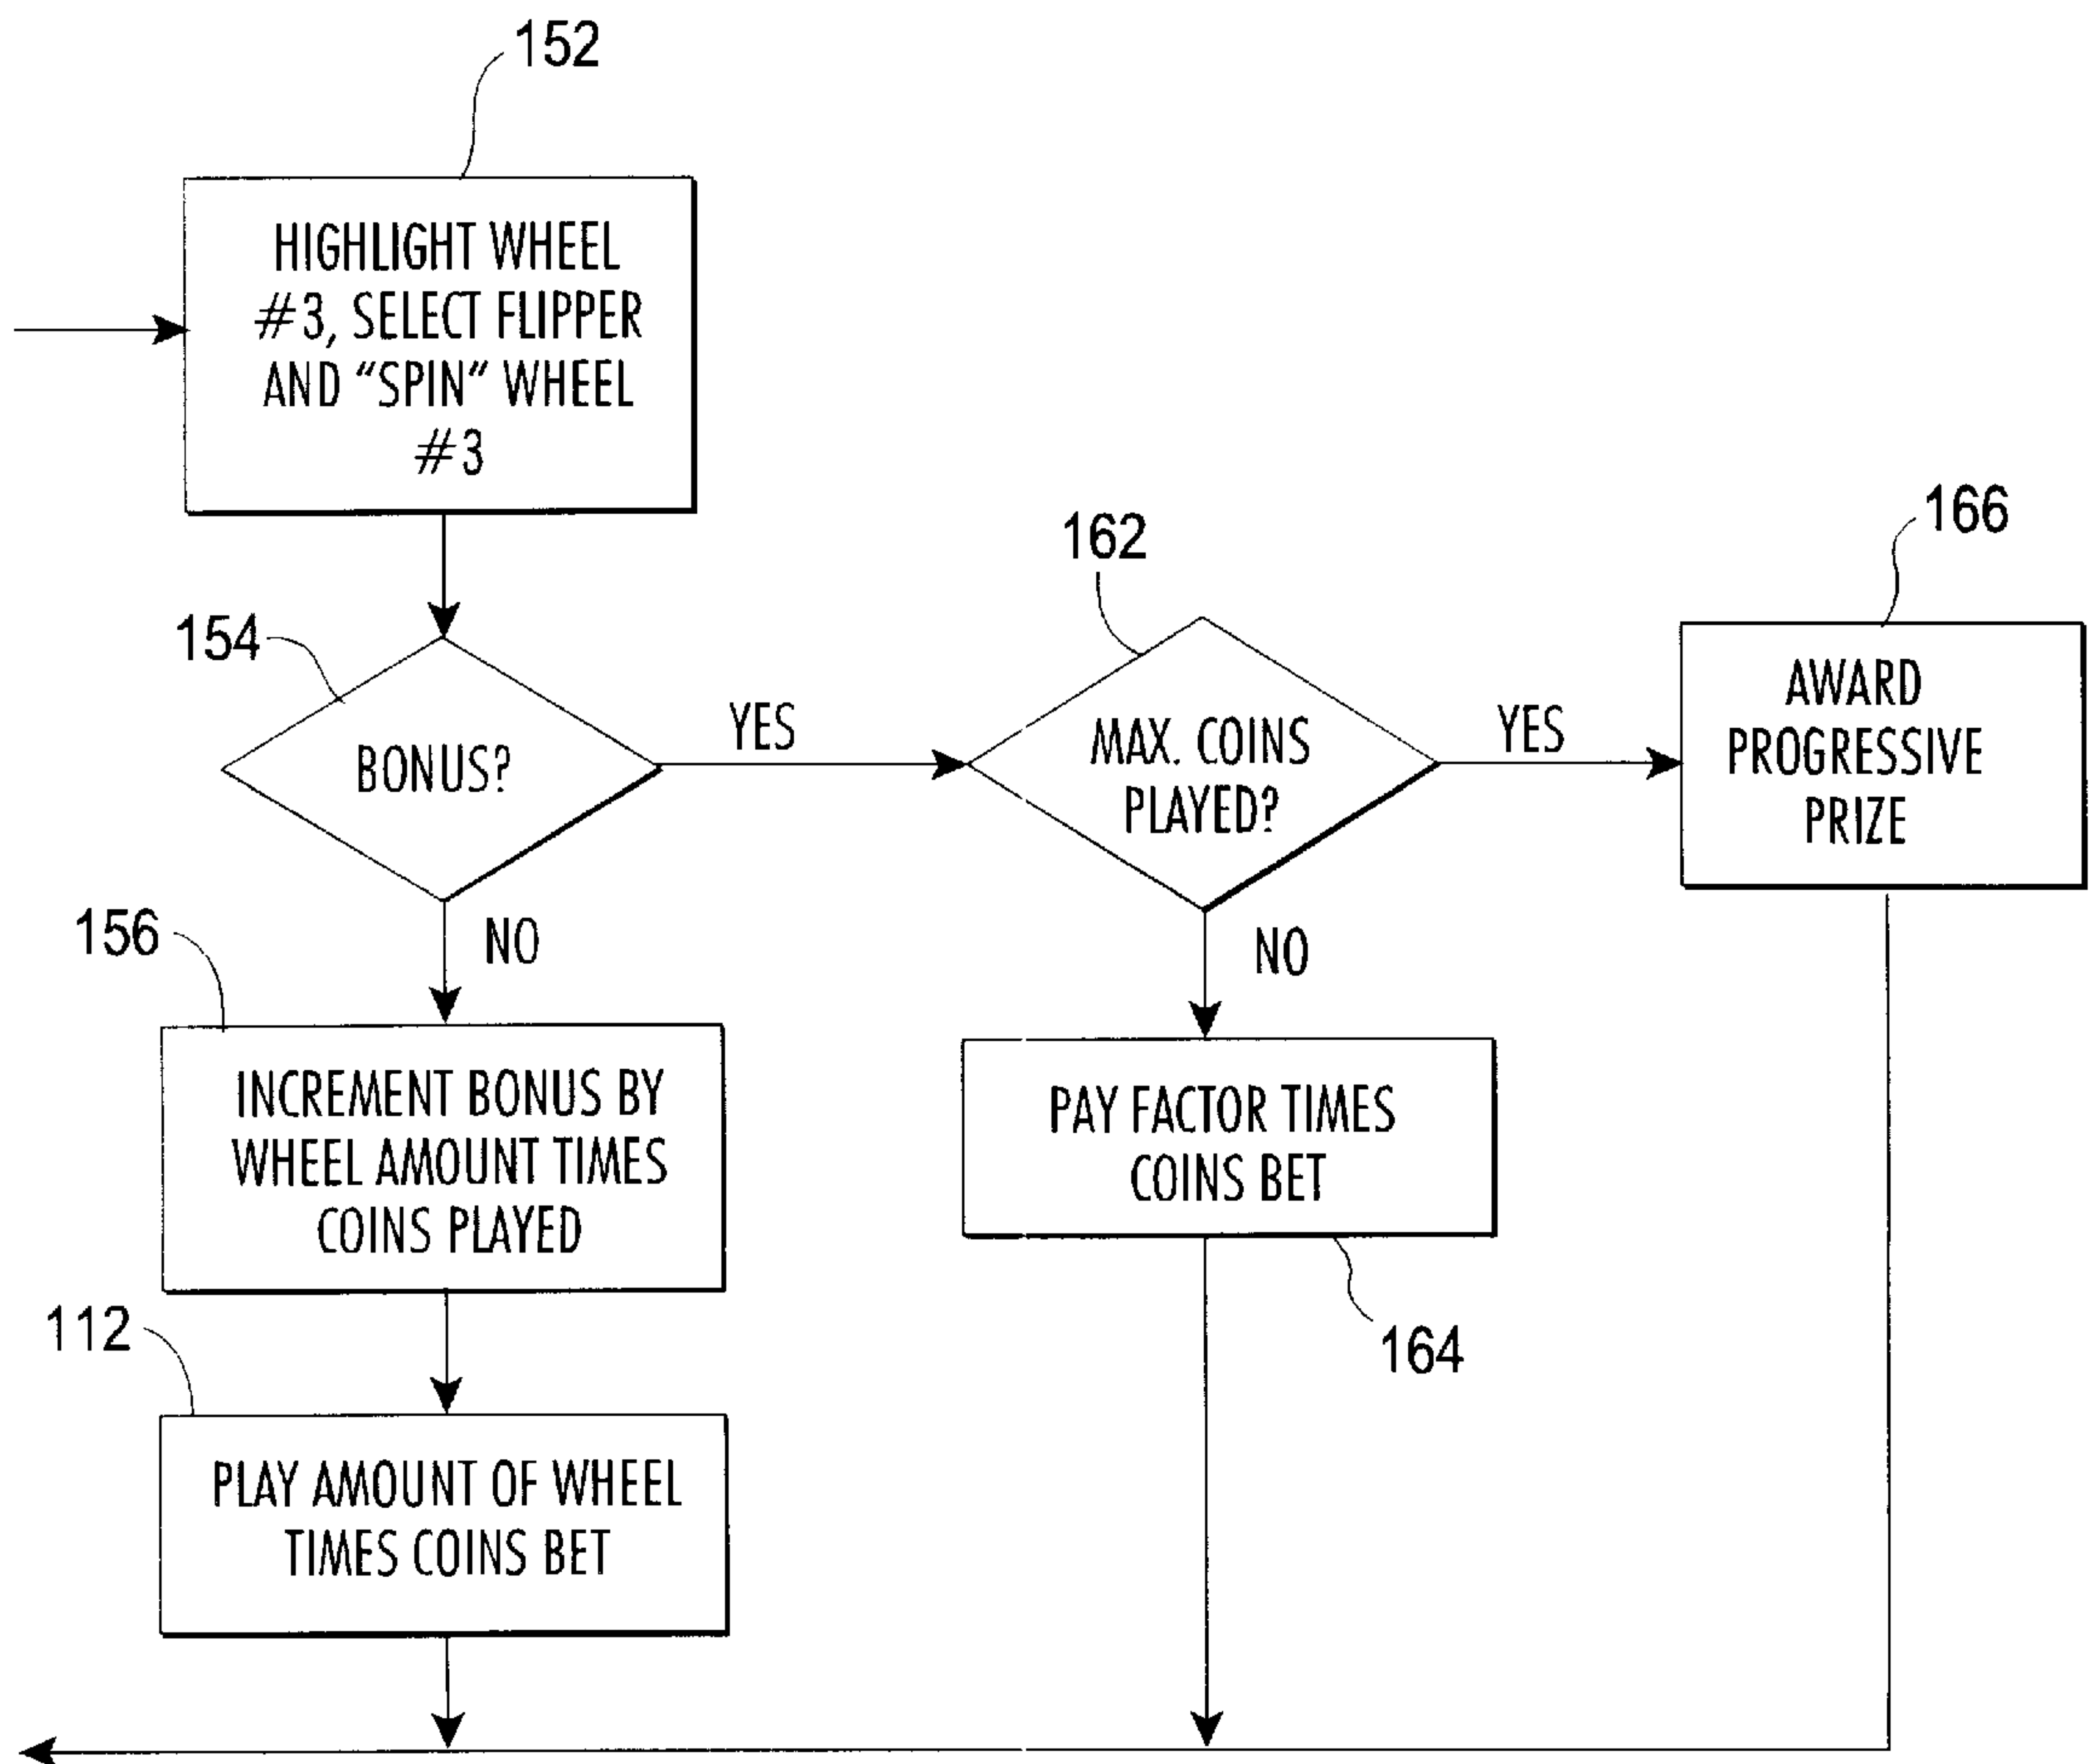 152
HIGHLIGHT WHEEL
#3, SELECT FLIPPER
AND “SPIN” WHEEL
#3
154
BONUS?
YES
162
MAX. COINS
PLAYED?
YES
166
AWARD
PROGRESSIVE
PRIZE
NO
156
INCREMENT BONUS BY
WHEEL AMOUNT TIMES
COINS PLAYED
NO
PAY FACTOR TIMES
COINS BET
164
112
PLAY AMOUNT OF WHEEL
TIMES COINS BET